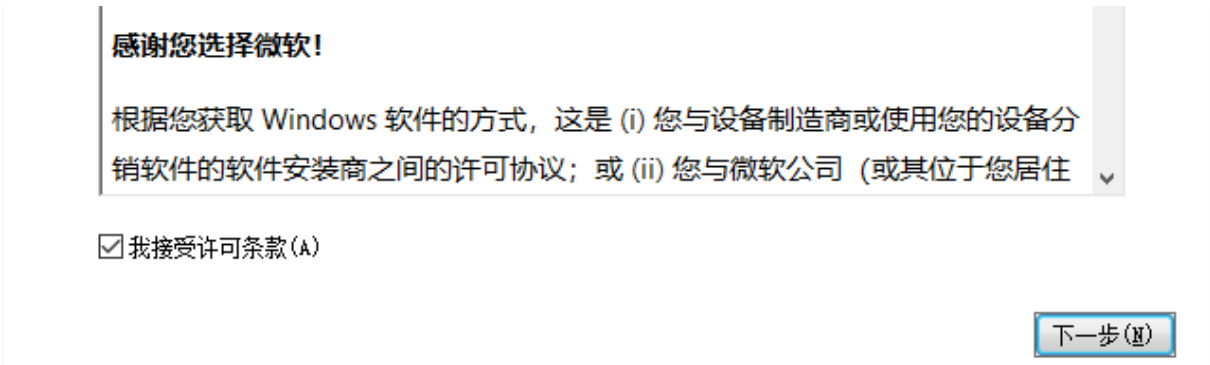 感谢您选择微软!
根据您获取 Windows 软件的方式，这是 (i) 您与设备制造商或使用您的设备分
销软件的软件安装商之间的许可协议；或 (ii) 您与微软公司（或其位于您居住
我接受许可条款(A)
下一步(N)